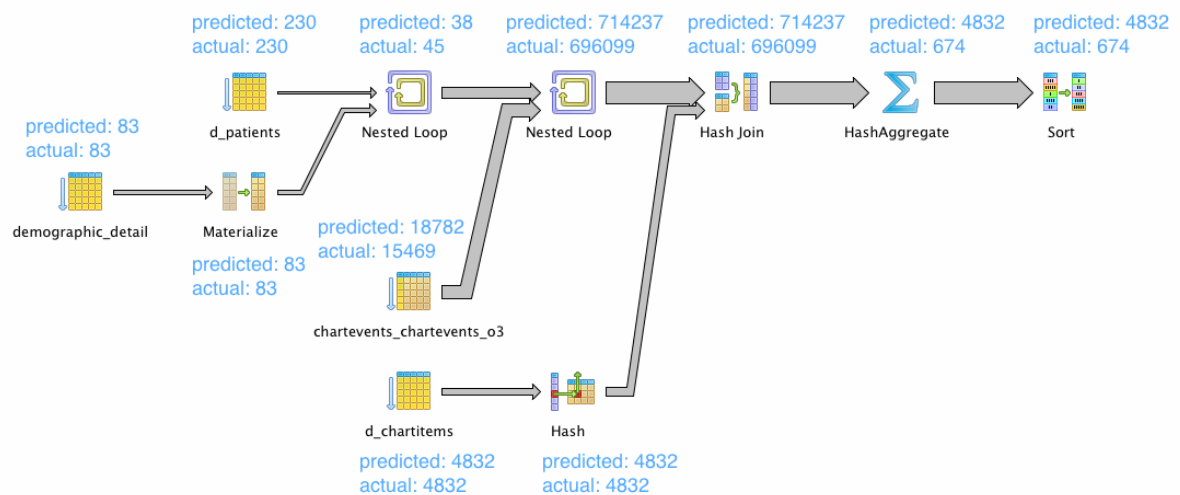 predicted: 230
actual: 230
predicted: 38
actual: 45
predicted: 714237
actual: 696099
predicted: 714237
actual: 696099
predicted: 4832
actual: 674
predicted: 4832
actual: 674
d_patients
Nested Loop
Nested Loop
Hash Join
HashAggregate
Sort
predicted: 83
actual: 83
demographic_detail
Materialize
predicted: 83
actual: 83
predicted: 18782
actual: 15469
chartevents_chartevents_o3
d_chartitems
Hash
predicted: 4832
actual: 4832
predicted: 4832
actual: 4832